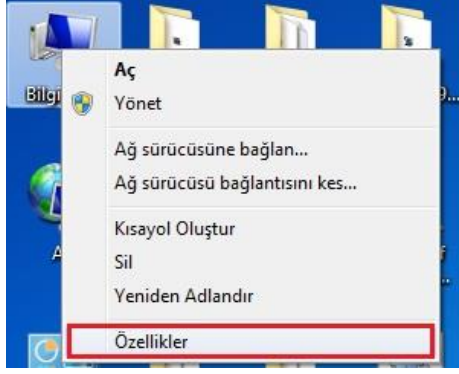 Aç
Yönet
Ağ sürücüsüne bağlan...
Ağ sürücüsü bağlantısını kes...
Kısayol Oluştur
Sil
Yeniden Adlandır
Özellikler